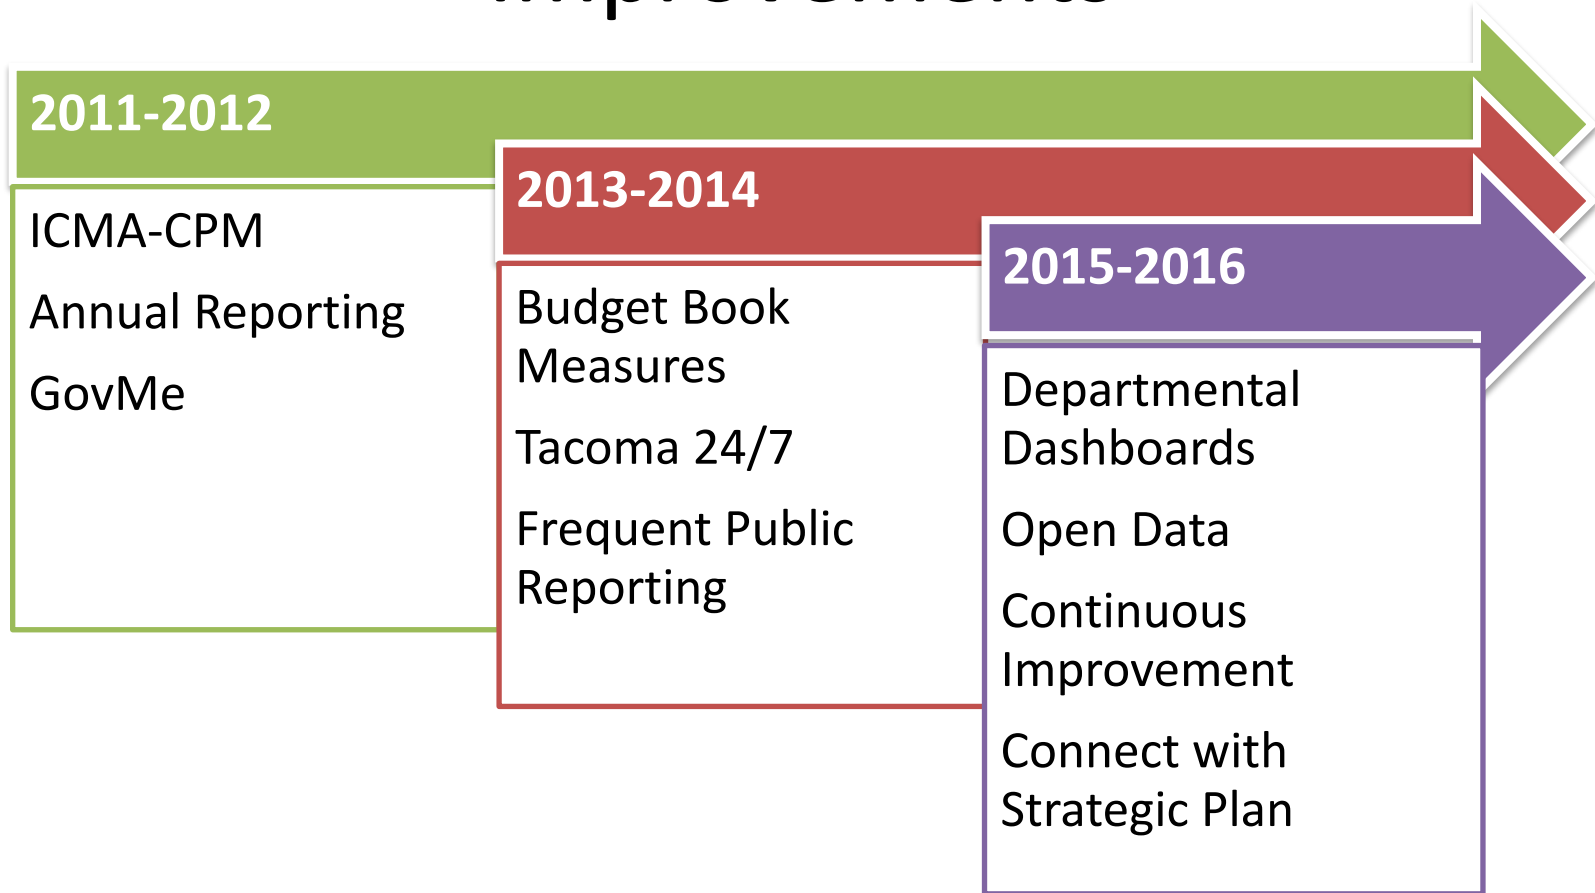 Improvements
2011-2012
ICMA-CPM
Annual Reporting
GovMe
2013-2014
Budget Book
Measures
Tacoma 24/7
Frequent Public
Reporting
2015-2016
Departmental
Dashboards
Open Data
Continuous
Improvement
Connect with
Strategic Plan